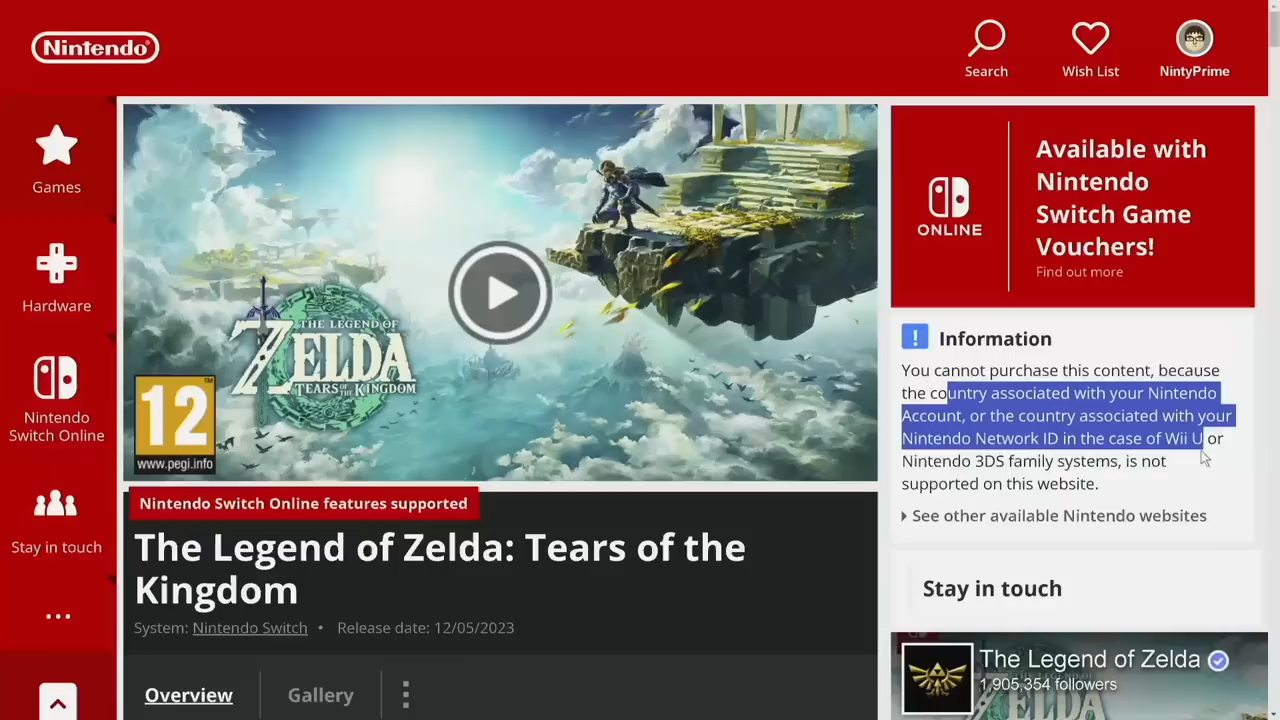 Nintendo
Search
Wish List
NintyPrime
Games
Hardware
Nintendo
Switch Online
Stay in touch
...
THE LEGEND OF
ZELDA
TEARS OF THE KINGDOM
12
www.pegi.info
Nintendo Switch Online features supported
The Legend of Zelda: Tears of the
Kingdom
System: Nintendo Switch • Release date: 12/05/2023
Overview
Gallery
ONLINE
Available with
Nintendo
Switch Game
Vouchers!
Find out more
! Information
You cannot purchase this content, because
the country associated with your Nintendo
Account, or the country associated with your
Nintendo Network ID in the case of Wii U or
Nintendo 3DS family systems, is not
supported on this website.
See other available Nintendo websites
Stay in touch
The Legend of Zelda
1,905,354 followers